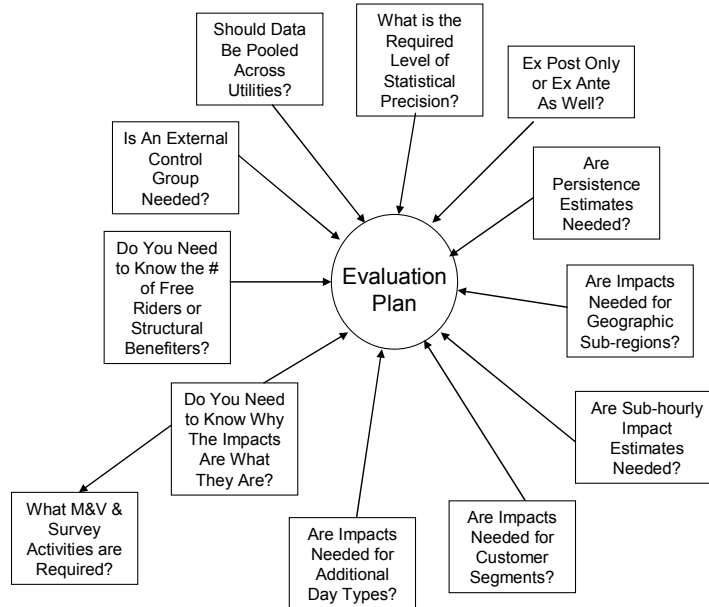 Should Data
Be Pooled
Across
Utilities?
What is the
Required
Level of
Statistical
Precision?
Ex Post Only
or Ex Ante
As Well?
Is An External
Control
Group
Needed?
Are
Persistence
Estimates
Needed?
Do You Need
to Know the #
of Free
Riders or
Structural
Benefiters?
Evaluation
Plan
Are Impacts
Needed for
Geographic
Sub-regions?
Do You Need
to Know Why
The Impacts
Are What
They Are?
Are Sub-hourly
Impact
Estimates
Needed?
What M&V &
Survey
Activities are
Required?
Are Impacts
Needed for
Additional
Day Types?
Are Impacts
Needed for
Customer
Segments?